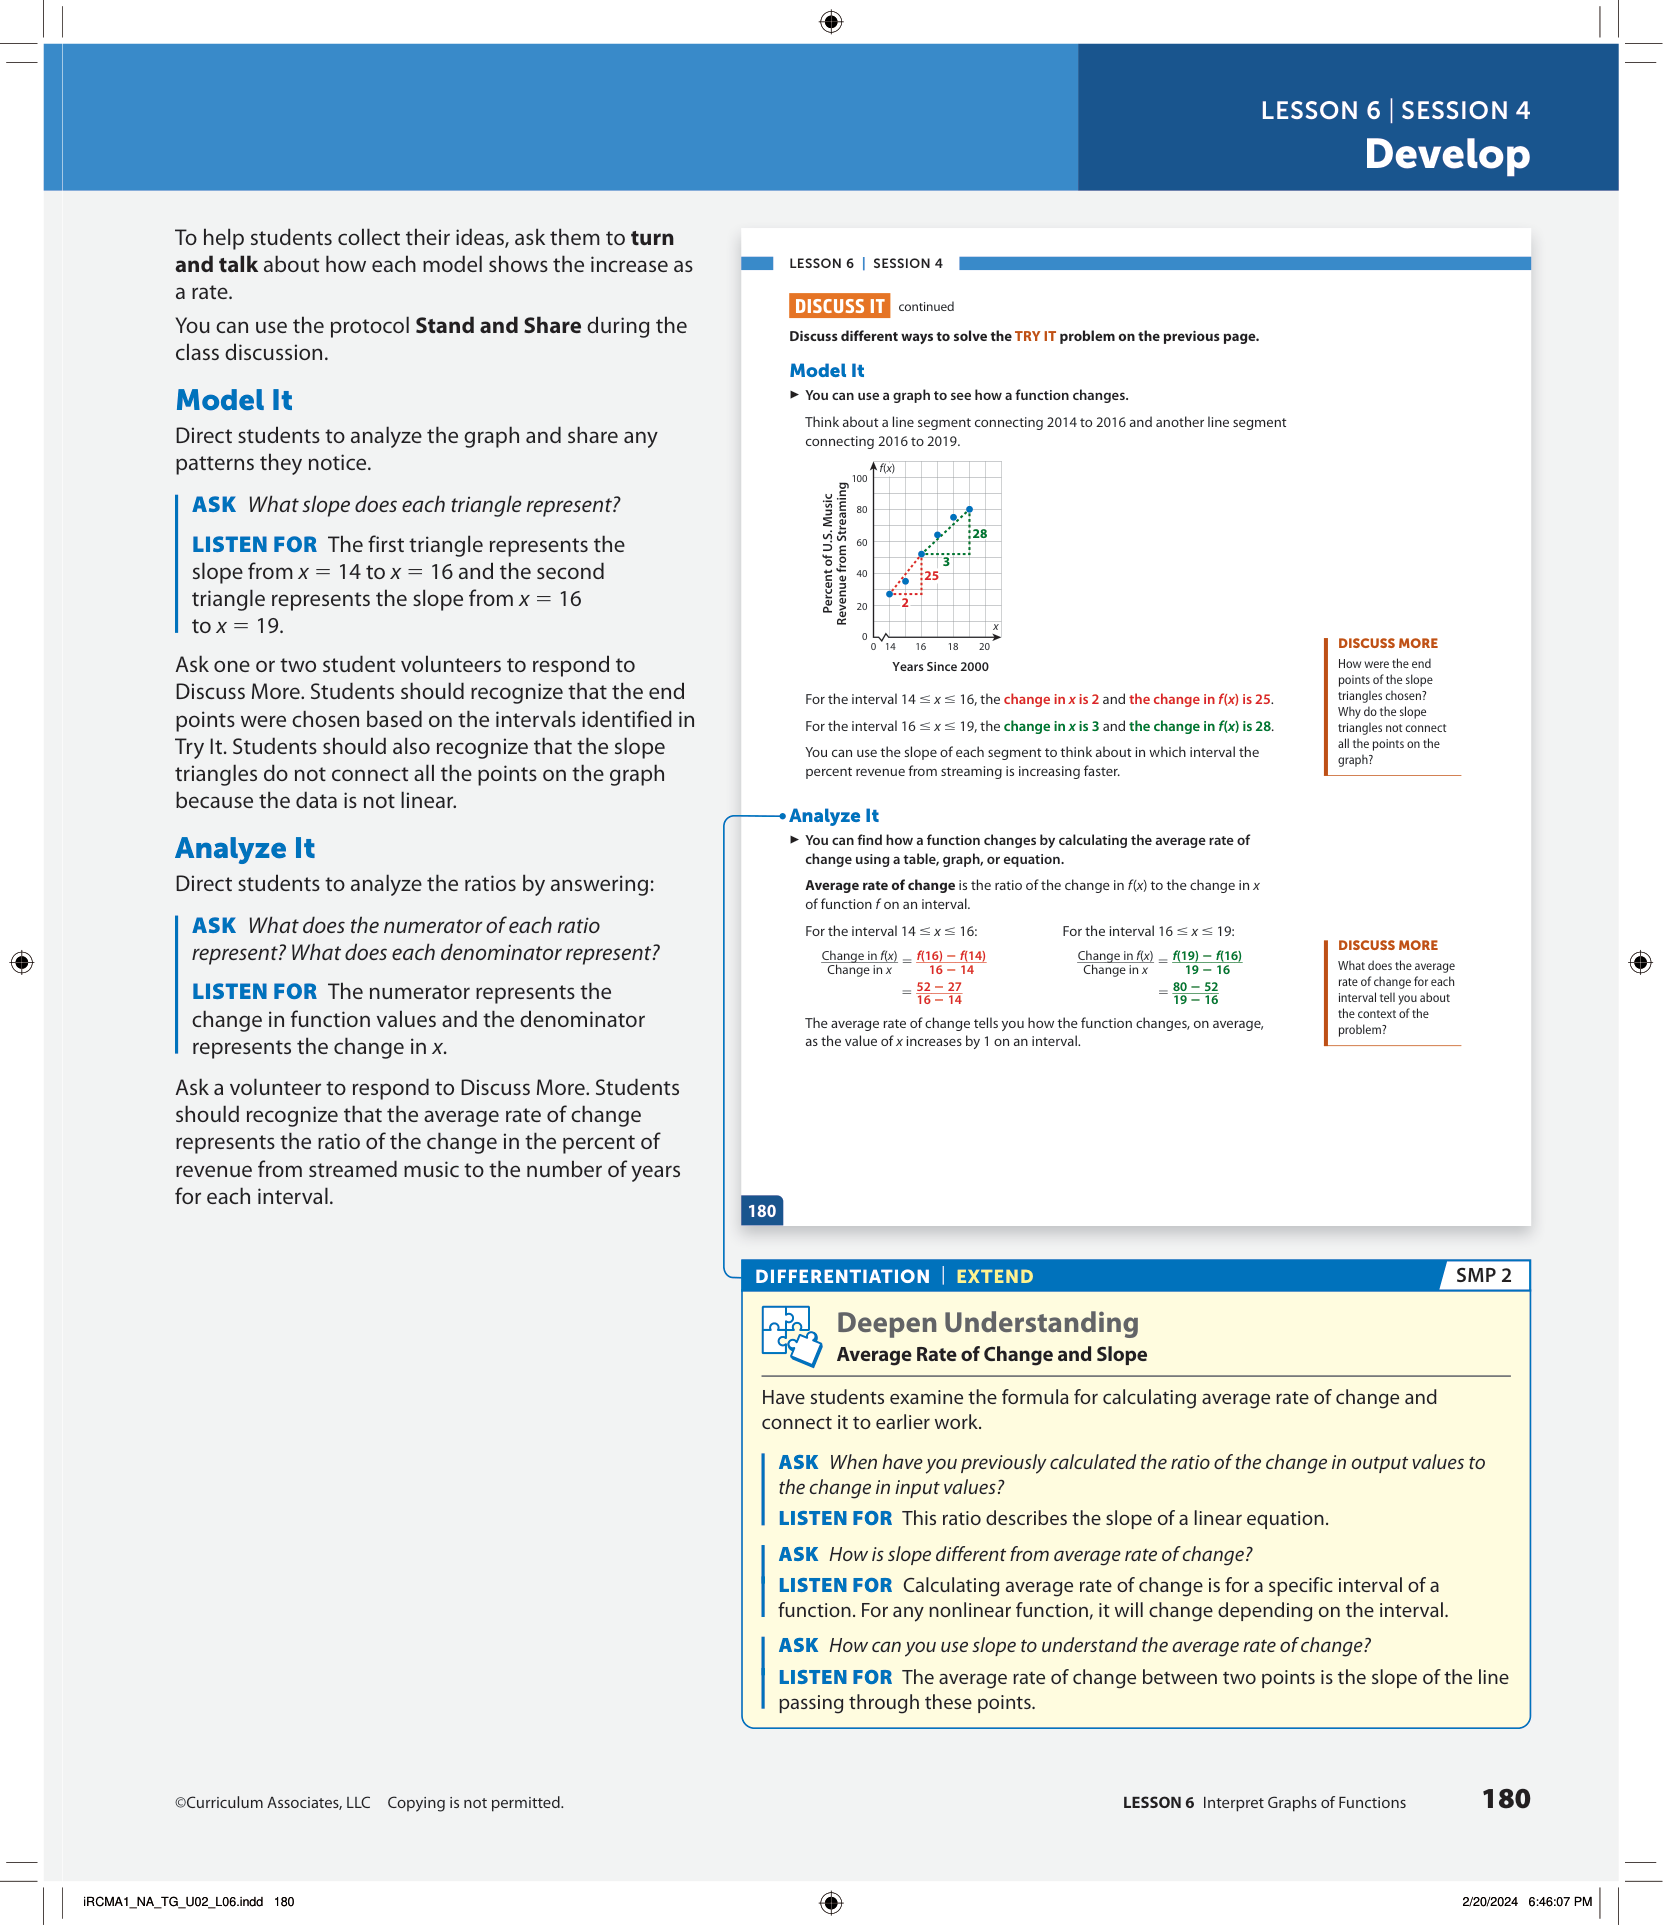 LESSON 6 | SESSION 4
Develop
To help students collect their ideas, ask them to turn
and talk about how each model shows the increase as
a rate.
You can use the protocol Stand and Share during the
class discussion.
Model It
Direct students to analyze the graph and share any
patterns they notice.
ASK What slope does each triangle represent?
LISTEN FOR The first triangle represents the
slope from x = 14 to x = 16 and the second
triangle represents the slope from x = 16
to x = 19.
Ask one or two student volunteers to respond to
Discuss More. Students should recognize that the end
points were chosen based on the intervals identified in
Try It. Students should also recognize that the slope
triangles do not connect all the points on the graph
because the data is not linear.
Analyze It
Direct students to analyze the ratios by answering:
ASK What does the numerator of each ratio
represent? What does each denominator represent?
LISTEN FOR The numerator represents the
change in function values and the denominator
represents the change in x.
Ask a volunteer to respond to Discuss More. Students
should recognize that the average rate of change
represents the ratio of the change in the percent of
revenue from streamed music to the number of years
for each interval.
LESSON 6 | SESSION 4
DISCUSS IT continued
Discuss different ways to solve the TRY IT problem on the previous page.
Model It
▶ You can use a graph to see how a function changes.
Think about a line segment connecting 2014 to 2016 and another line segment
connecting 2016 to 2019.
f(x)
Percent of U.S. Music
Revenue from Streaming
100
80
60
40
20
0
28
3
25
2
x
0 14 16 18 20
Years Since 2000
For the interval 14 ≤ x ≤ 16, the change in x is 2 and the change in f(x) is 25.
For the interval 16 ≤ x ≤ 19, the change in x is 3 and the change in f(x) is 28.
You can use the slope of each segment to think about in which interval the
percent revenue from streaming is increasing faster.
DISCUSS MORE
How were the end
points of the slope
triangles chosen?
Why do the slope
triangles not connect
all the points on the
graph?
Analyze It
▶ You can find how a function changes by calculating the average rate of
change using a table, graph, or equation.
Average rate of change is the ratio of the change in f(x) to the change in x
of function f on an interval.
For the interval 14 ≤ x ≤ 16:
Change in f(x) = f(16) − f(14)
Change in x 16 − 14
= 52 − 27
16 − 14
For the interval 16 ≤ x ≤ 19:
Change in f(x) = f(19) − f(16)
Change in x 19 − 16
= 80 − 52
19 − 16
The average rate of change tells you how the function changes, on average,
as the value of x increases by 1 on an interval.
DISCUSS MORE
What does the average
rate of change for each
interval tell you about
the context of the
problem?
180
DIFFERENTIATION | EXTEND
SMP 2
Deepen Understanding
Average Rate of Change and Slope
Have students examine the formula for calculating average rate of change and
connect it to earlier work.
ASK When have you previously calculated the ratio of the change in output values to
the change in input values?
LISTEN FOR This ratio describes the slope of a linear equation.
ASK How is slope different from average rate of change?
LISTEN FOR Calculating average rate of change is for a specific interval of a
function. For any nonlinear function, it will change depending on the interval.
ASK How can you use slope to understand the average rate of change?
LISTEN FOR The average rate of change between two points is the slope of the line
passing through these points.
©Curriculum Associates, LLC Copying is not permitted.
LESSON 6 Interpret Graphs of Functions 180
iRCMA1_NA_TG_U02_L06.indd 180
2/20/2024 6:46:07 PM